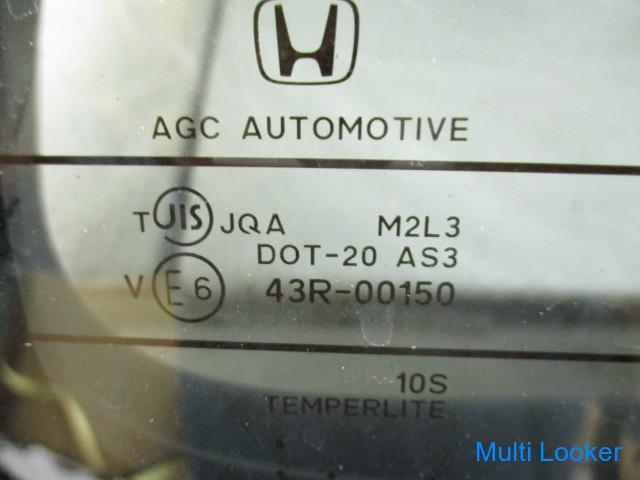 AGC AUTOMOTIVE
T JIS JQA M2L3
DOT-20 AS3
V E6 43R-00150
10S
TEMPERLITE
Multi Looker